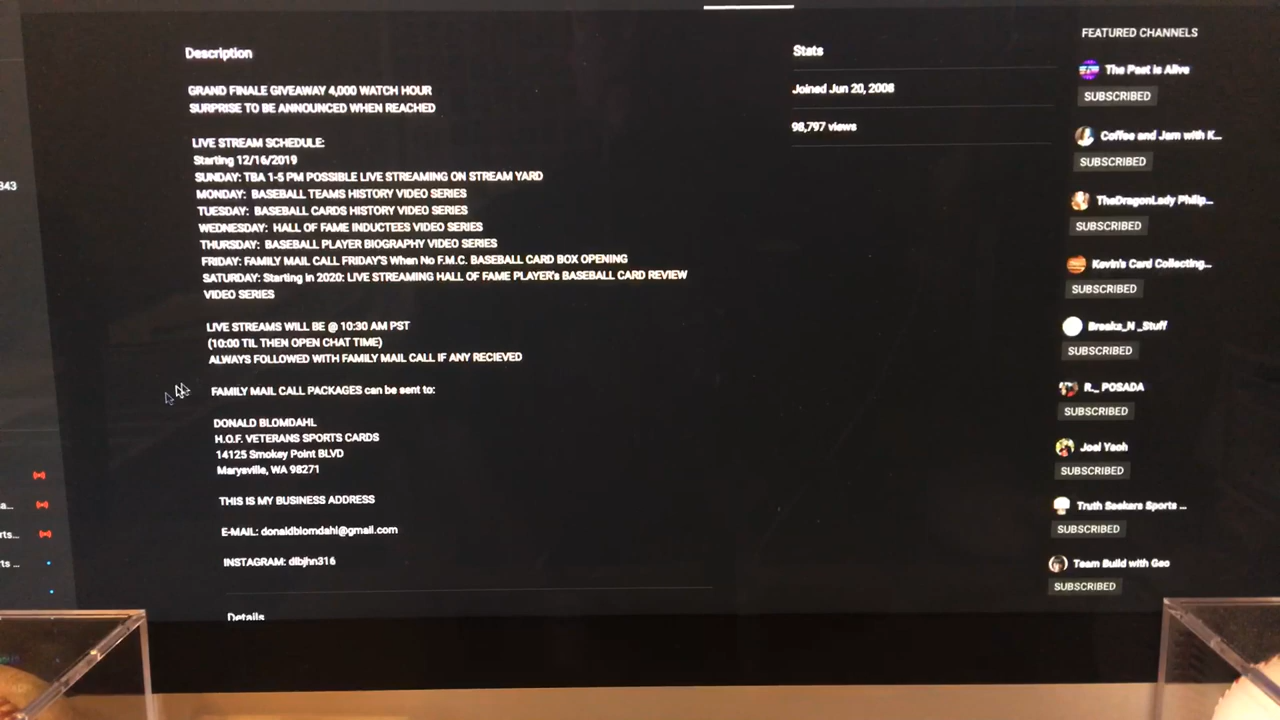 Description
GRAND FINALE GIVEAWAY 4,000 WATCH HOUR
SURPRISE TO BE ANNOUNCED WHEN REACHED
LIVE STREAM SCHEDULE:
Starting 12/16/2019
SUNDAY: TBA 1-5 PM POSSIBLE LIVE STREAMING ON STREAM YARD
MONDAY: BASEBALL TEAMS HISTORY VIDEO SERIES
TUESDAY: BASEBALL CARDS HISTORY VIDEO SERIES
WEDNESDAY: HALL OF FAME INDUCTEES VIDEO SERIES
THURSDAY: BASEBALL PLAYER BIOGRAPHY VIDEO SERIES
FRIDAY: FAMILY MAIL CALL FRIDAY'S When No F.M.C. BASEBALL CARD BOX OPENING
SATURDAY: Starting in 2020: LIVE STREAMING HALL OF FAME PLAYER's BASEBALL CARD REVIEW
VIDEO SERIES
LIVE STREAMS WILL BE @ 10:30 AM PST
(10:00 TIL THEN OPEN CHAT TIME)
ALWAYS FOLLOWED WITH FAMILY MAIL CALL IF ANY RECIEVED
FAMILY MAIL CALL PACKAGES can be sent to:
DONALD BLOMDAHL
H.O.F. VETERANS SPORTS CARDS
14125 Smokey Point BLVD
Marysville, WA 98271
THIS IS MY BUSINESS ADDRESS
E-MAIL: donaldblomdahl@gmail.com
INSTAGRAM: dlbjhn316
Details
Stats
Joined Jun 20, 2008
98,797 views
FEATURED CHANNELS
The Past is Alive
SUBSCRIBED
Coffee and Jam with K...
SUBSCRIBED
TheDragonLady Philip...
SUBSCRIBED
Kevin's Card Collecting...
SUBSCRIBED
Breaks_N _Stuff
SUBSCRIBED
R._ POSADA
SUBSCRIBED
Joel Yeoh
SUBSCRIBED
Truth Seekers Sports ...
SUBSCRIBED
Team Build with Geo
SUBSCRIBED
343
a...
rts...
ts ...